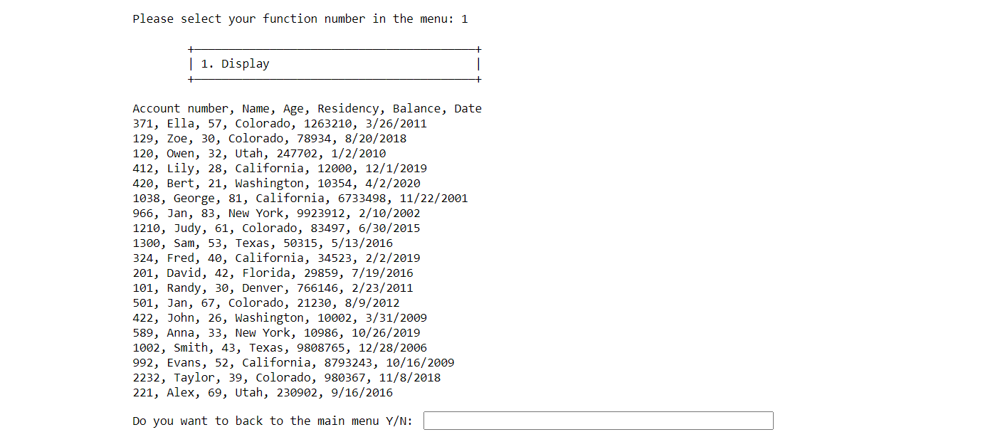 Please select your function number in the menu: 1
1. Display
Account number, Name, Age, Residency, Balance, Date
371, Ella, 57, Colorado, 1263210, 3/26/2011
129, Zoe, 30, Colorado, 78934, 8/20/2018
120, Owen, 32, Utah, 247702, 1/2/2010
412, Lily, 28, California, 12000, 12/1/2019
420, Bert, 21, Washington, 10354, 4/2/2020
1038, George, 81, California, 6733498, 11/22/2001
966, Jan, 83, New York, 9923912, 2/10/2002
1210, Judy, 61, Colorado, 83497, 6/30/2015
1300, Sam, 53, Texas, 50315, 5/13/2016
324, Fred, 40, California, 34523, 2/2/2019
201, David, 42, Florida, 29859, 7/19/2016
101, Randy, 30, Denver, 766146, 2/23/2011
501, Jan, 67, Colorado, 21230, 8/9/2012
422, John, 26, Washington, 10002, 3/31/2009
589, Anna, 33, New York, 10986, 10/26/2019
1002, Smith, 43, Texas, 9808765, 12/28/2006
992, Evans, 52, California, 8793243, 10/16/2009
2232, Taylor, 39, Colorado, 980367, 11/8/2018
221, Alex, 69, Utah, 230902, 9/16/2016
Do you want to back to the main menu Y/N: